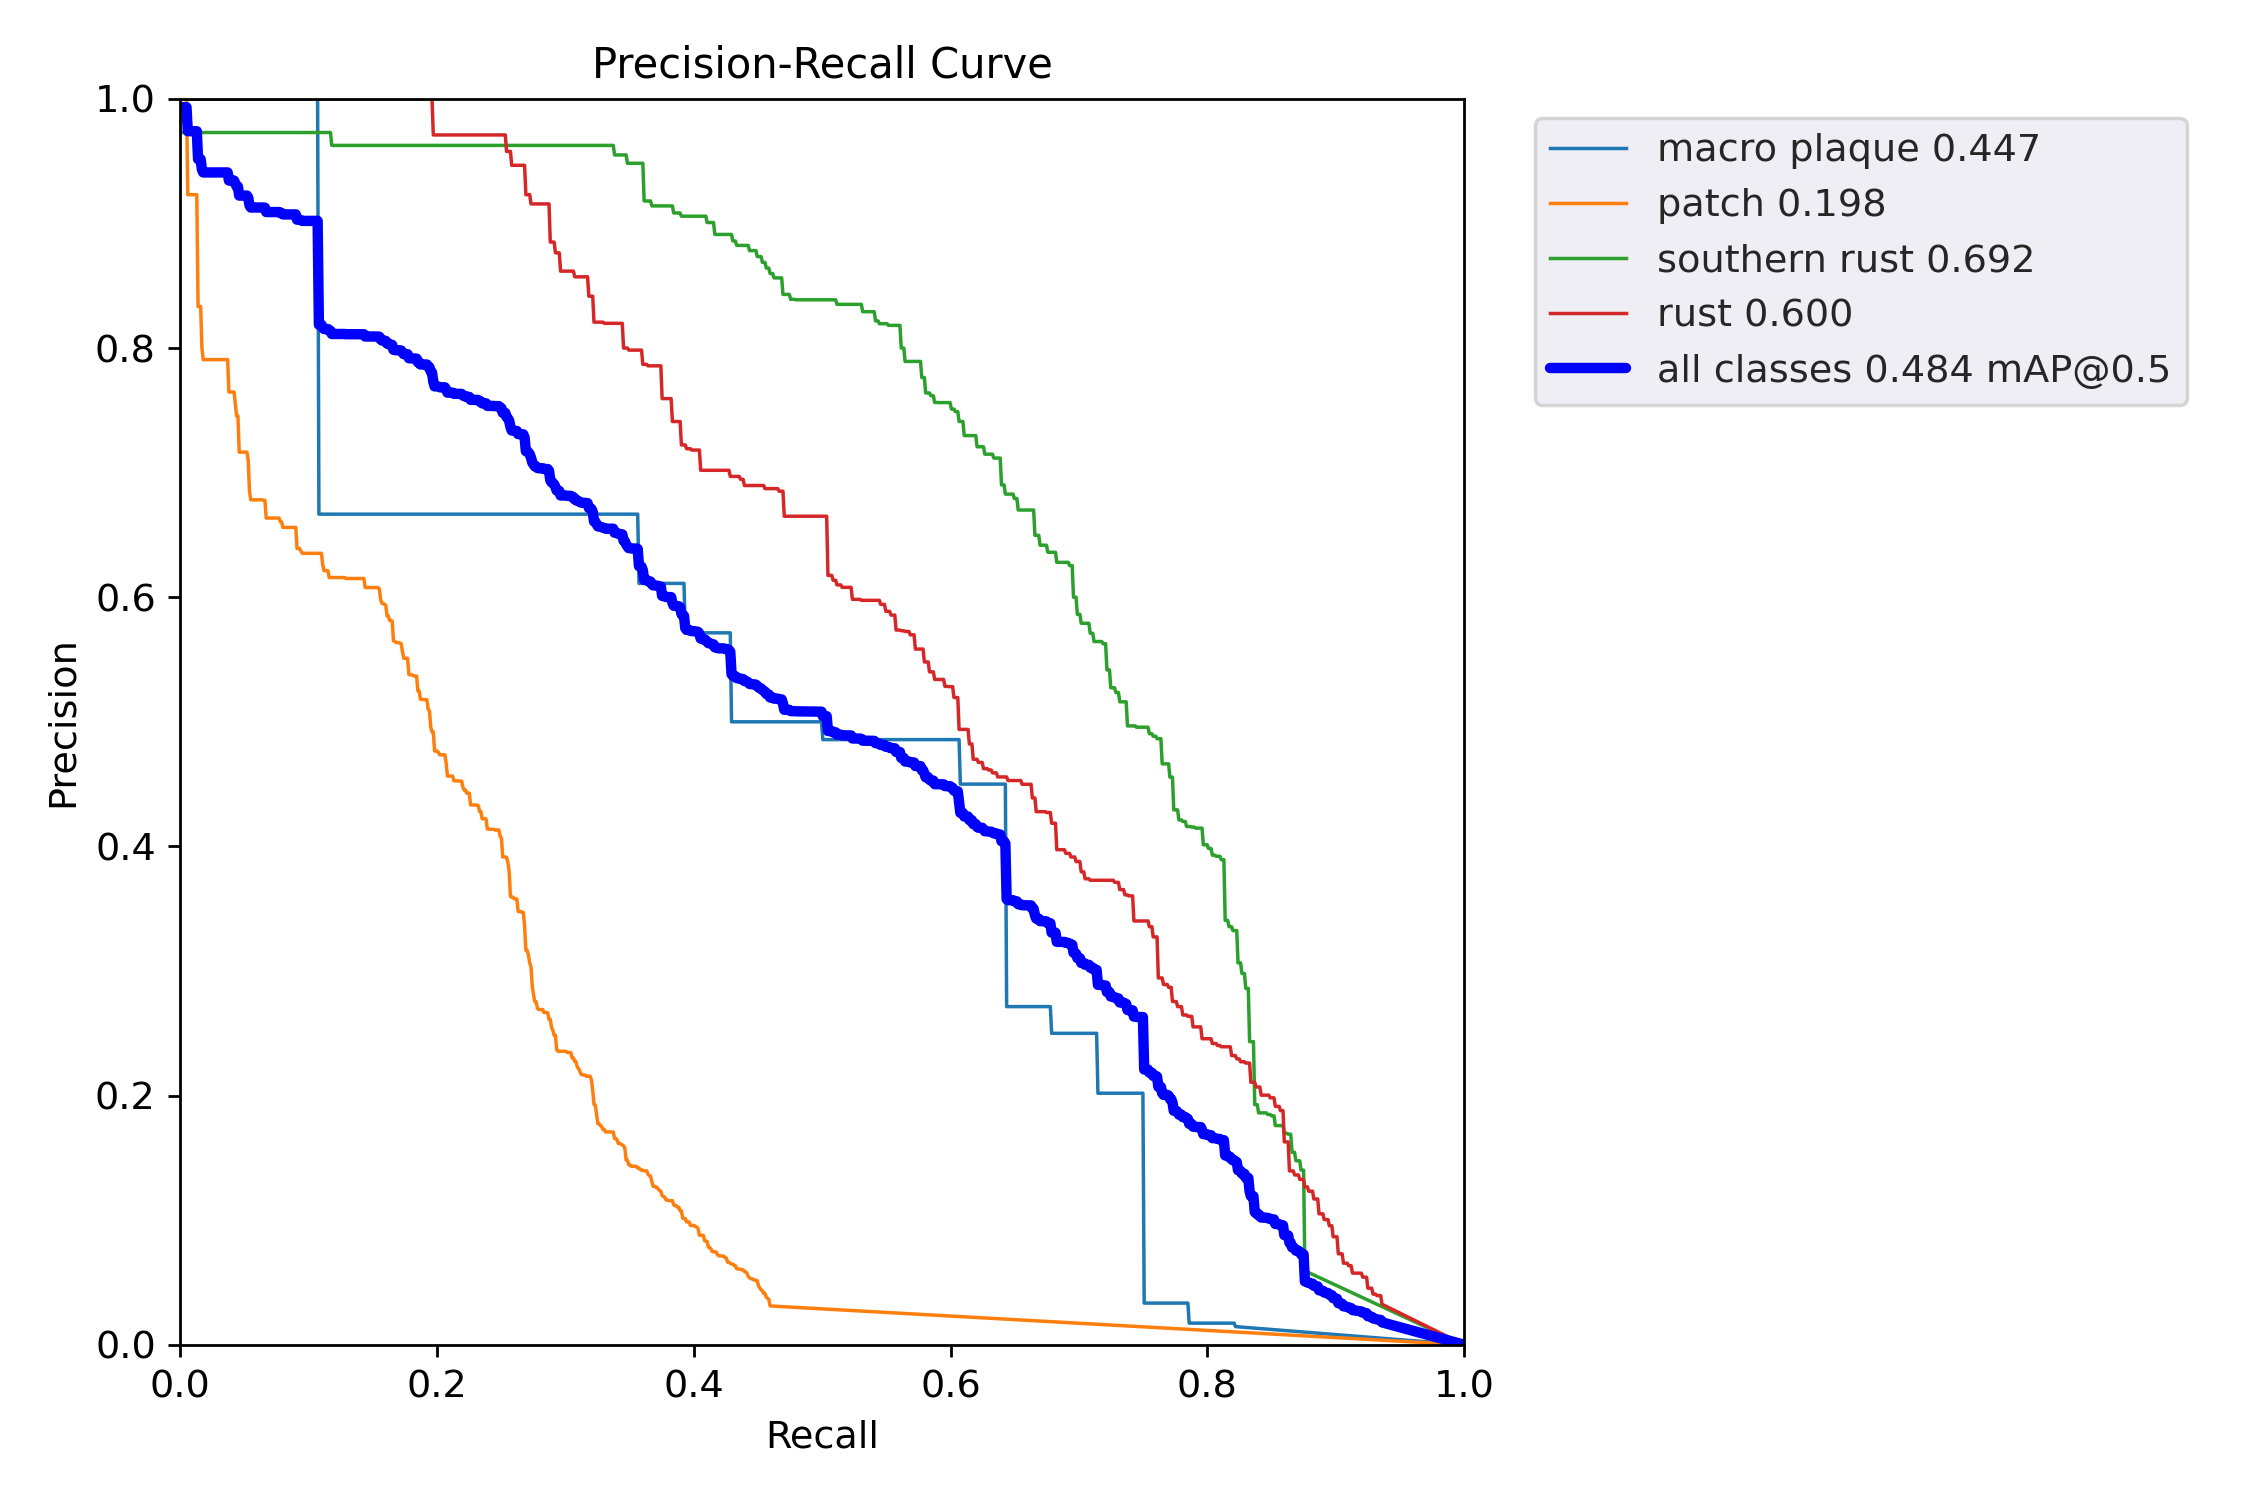 Precision-Recall Curve
1.0
0.8
0.6
0.4
0.2
0.0
Precision
0.0 0.2 0.4 0.6 0.8 1.0
Recall
macro plaque 0.447
patch 0.198
southern rust 0.692
rust 0.600
all classes 0.484 mAP@0.5